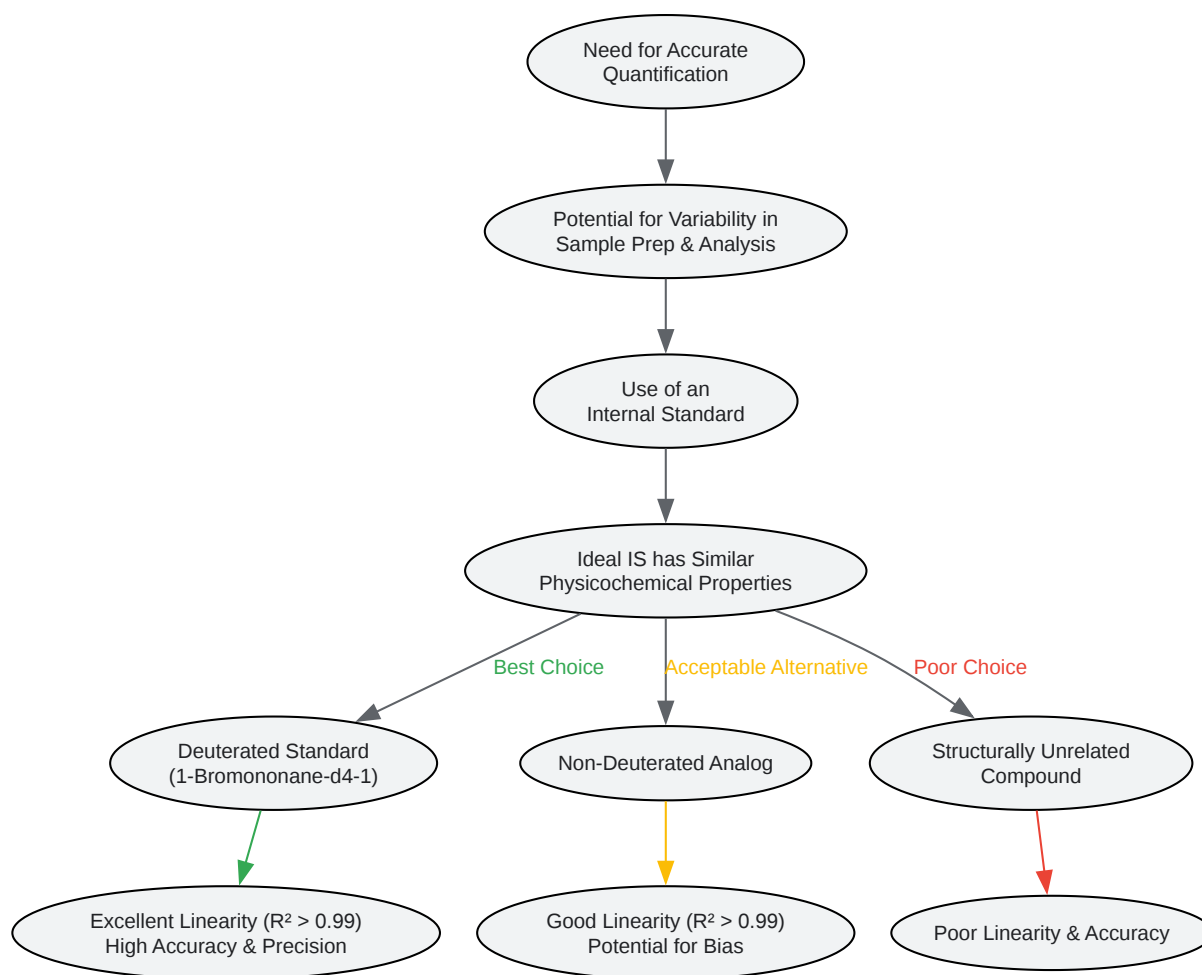 Need for Accurate
Quantification
Potential for Variability in
Sample Prep & Analysis
Use of an
Internal Standard
Ideal IS has Similar
Physicochemical Properties
Best Choice
Acceptable Alternative
Poor Choice
Deuterated Standard
(1-Bromononane-d4-1)
Non-Deuterated Analog
Structurally Unrelated
Compound
Excellent Linearity (R² > 0.99)
High Accuracy & Precision
Good Linearity (R² > 0.99)
Potential for Bias
Poor Linearity & Accuracy